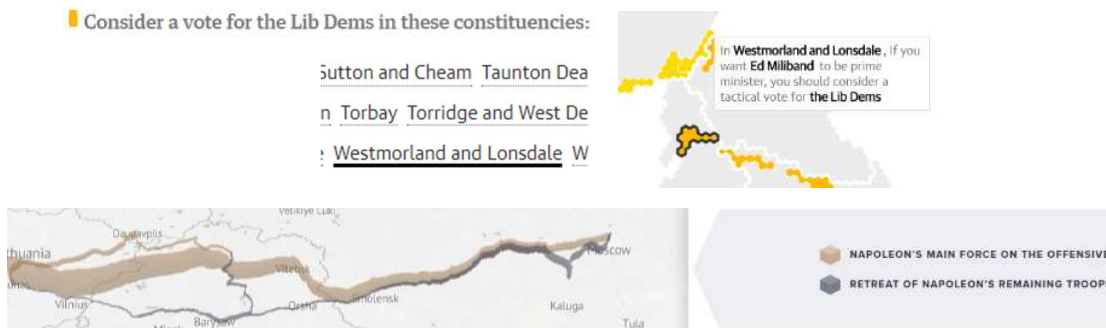 Consider a vote for the Lib Dems in these constituencies:
Sutton and Cheam Taunton Dea
n Torbay Torridge and West De
Westmorland and Lonsdale W
In Westmorland and Lonsdale , if you
want Ed Miliband to be prime
minister, you should consider a
tactical vote for the Lib Dems
Velikiye Luki
Daugavpils
thuania
Moscow
Vitebsk
Vilnius
Orsha
Smolensk
Kaluga
Barysaw
Tula
NAPOLEON'S MAIN FORCE ON THE OFFENSIVE
RETREAT OF NAPOLEON'S REMAINING TROOP